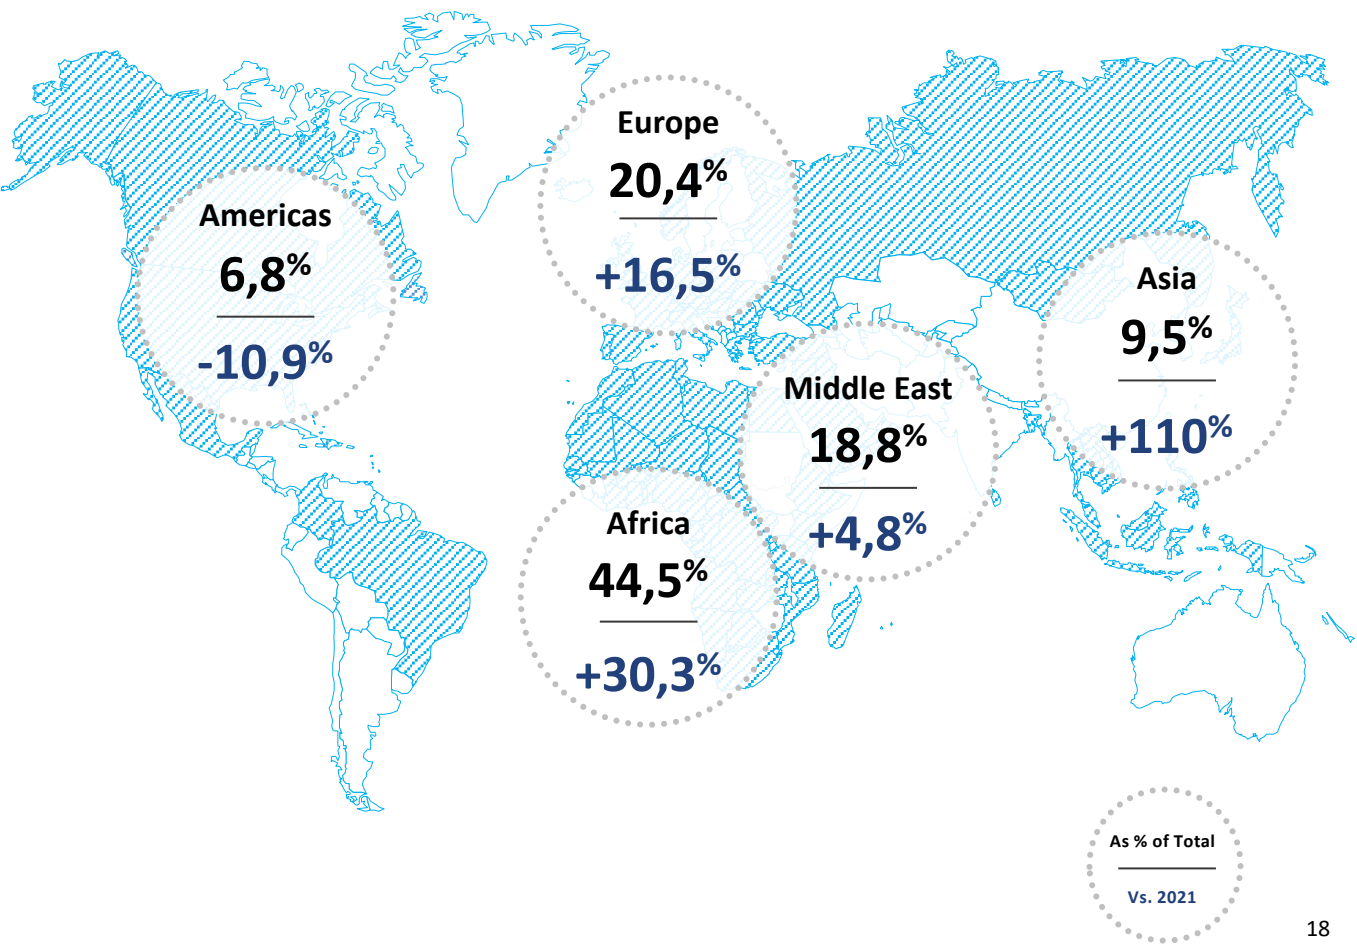 Europe
20,4%
+16,5%
Americas
6,8%
-10,9%
Asia
9,5%
+110%
Middle East
18,8%
+4,8%
Africa
44,5%
+30,3%
As % of Total
Vs. 2021
18